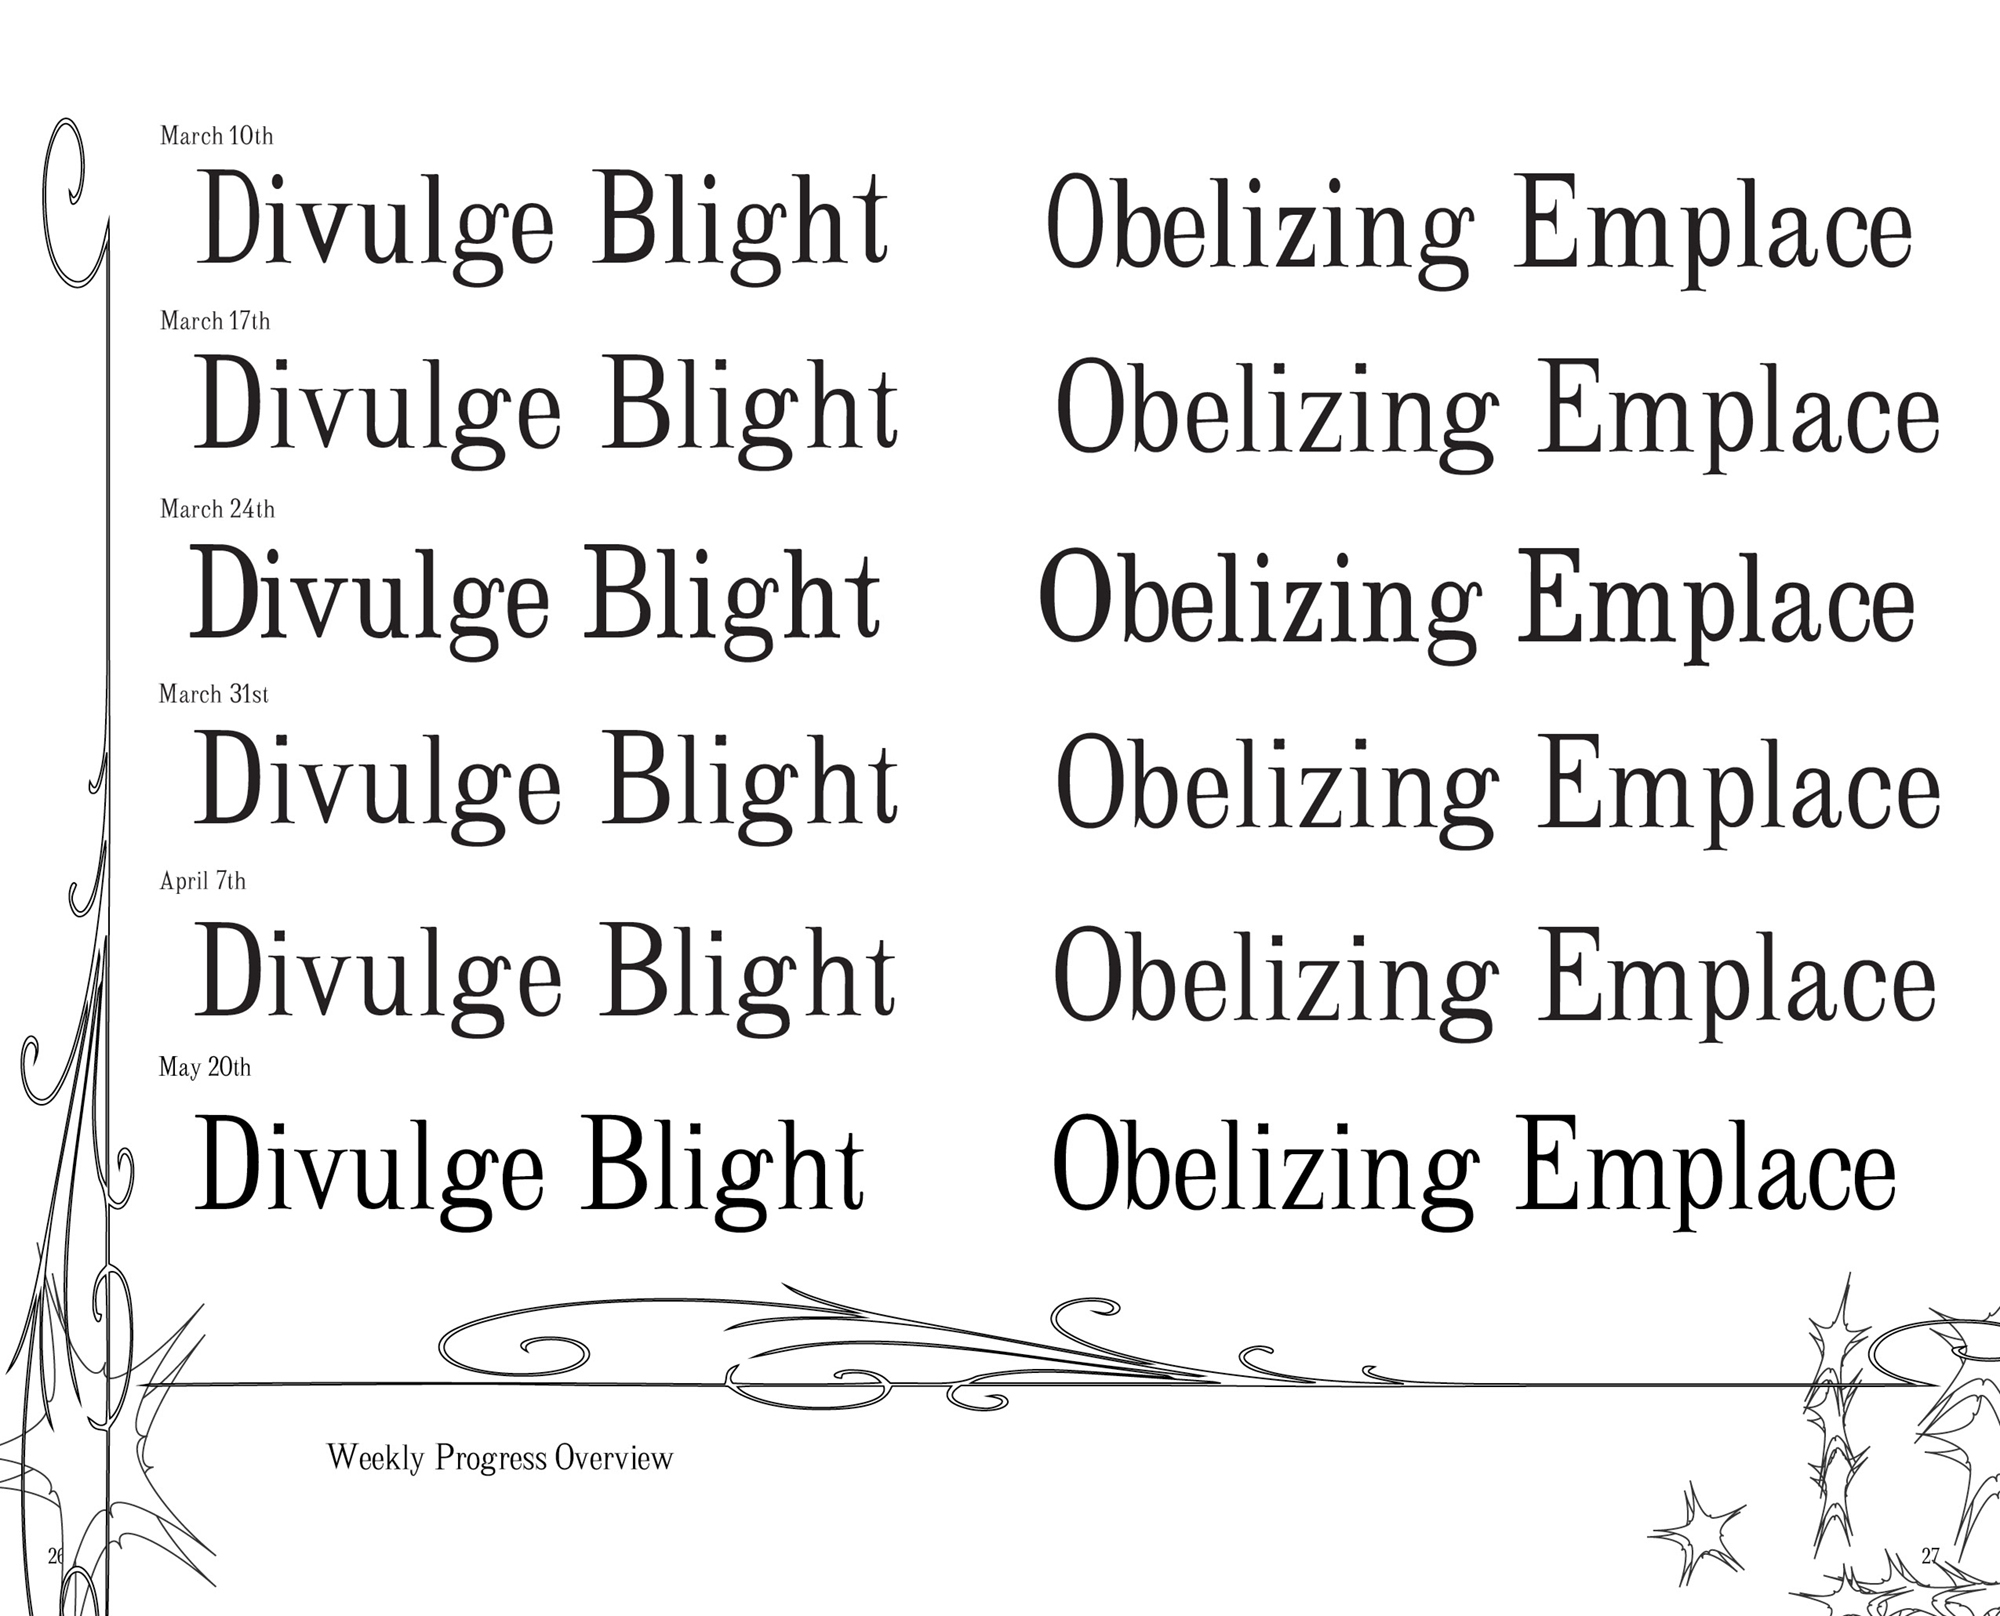 March 10th
Divulge Blight Obelizing Emplace
March 17th
Divulge Blight Obelizing Emplace
March 24th
Divulge Blight Obelizing Emplace
March 31st
Divulge Blight Obelizing Emplace
April 7th
Divulge Blight Obelizing Emplace
May 20th
Divulge Blight Obelizing Emplace
Weekly Progress Overview
26 27